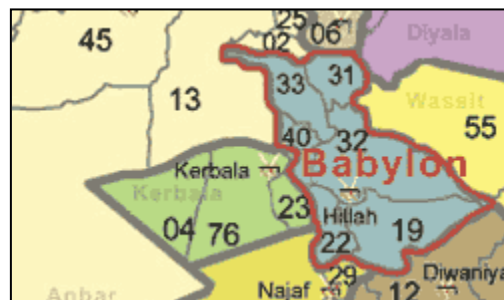 25
45
02
06
Diyala
33
31
13
Wassit
55
40
32
Kerbala
Babylon
Kerbala
23
Hillah
04
76
22
19
29
Diwaniya
Najaf
12
Anbar